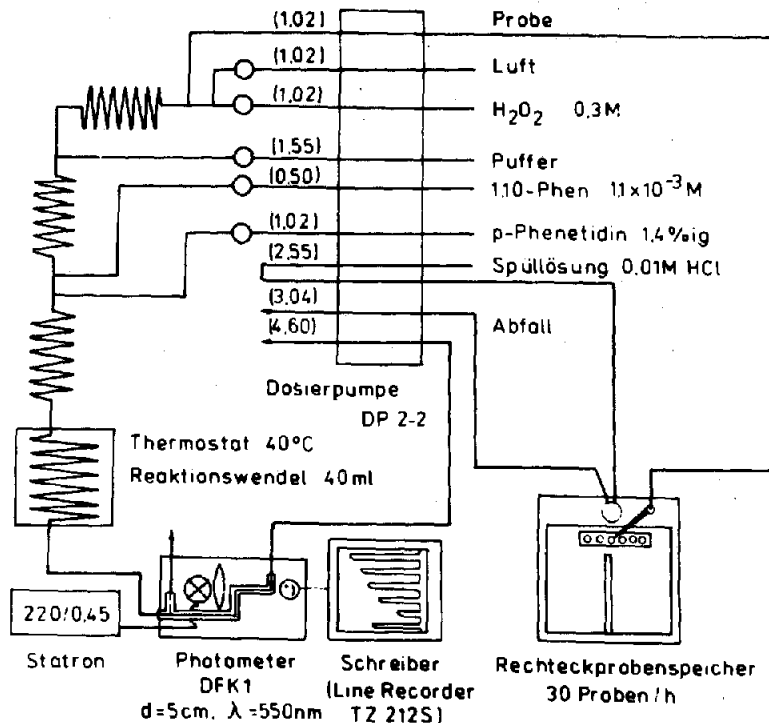 (1,02) Probe
(1,02) Luft
(1,02) H₂O₂ 0,3M
(1,55) Puffer
(0,50) 1,10-Phen 1,1×10⁻³ M
(1,02) p-Phenetidin 1,4%ig
(2,55) Spüllösung 0,01M HCl
(3,04)
(4,60) Abfall
Dosierpumpe
DP 2-2
Thermostat 40°C
Reaktionswendel 40ml
220/0,45
Statron
Photometer
DFK1
d=5cm, λ=550nm
Schreiber
(Line Recorder
TZ 212S)
Rechteckprobenspeicher
30 Proben/h